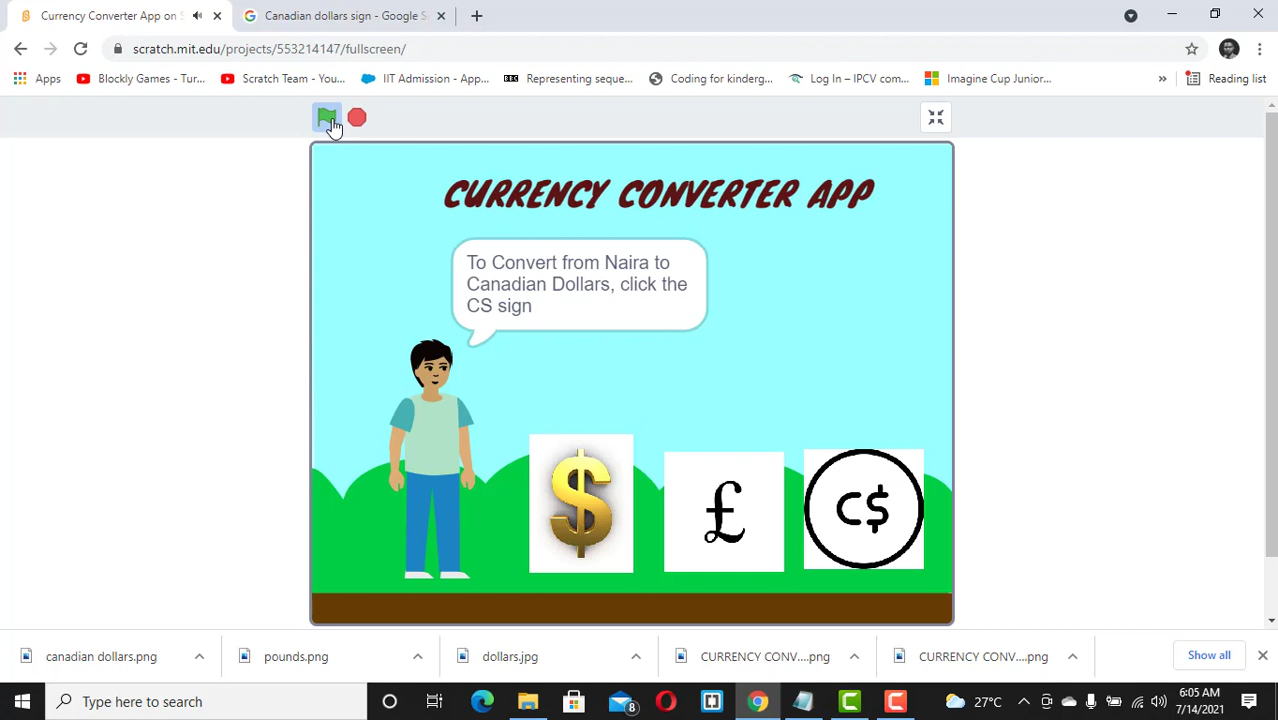 Currency Converter App on S
Canadian dollars sign - Google S
scratch.mit.edu/projects/553214147/fullscreen/
Apps
Blockly Games - Tur...
Scratch Team - You...
IIT Admission - App...
Representing seque...
Coding for kinderg...
Log In – IPCV com...
Imagine Cup Junior...
»
Reading list
CURRENCY CONVERTER APP
To Convert from Naira to
Canadian Dollars, click the
CS sign
$
£
C$
canadian dollars.png
pounds.png
dollars.jpg
CURRENCY CONV....png
CURRENCY CONV....png
Show all
Type here to search
8
27°C
6:05 AM
7/14/2021